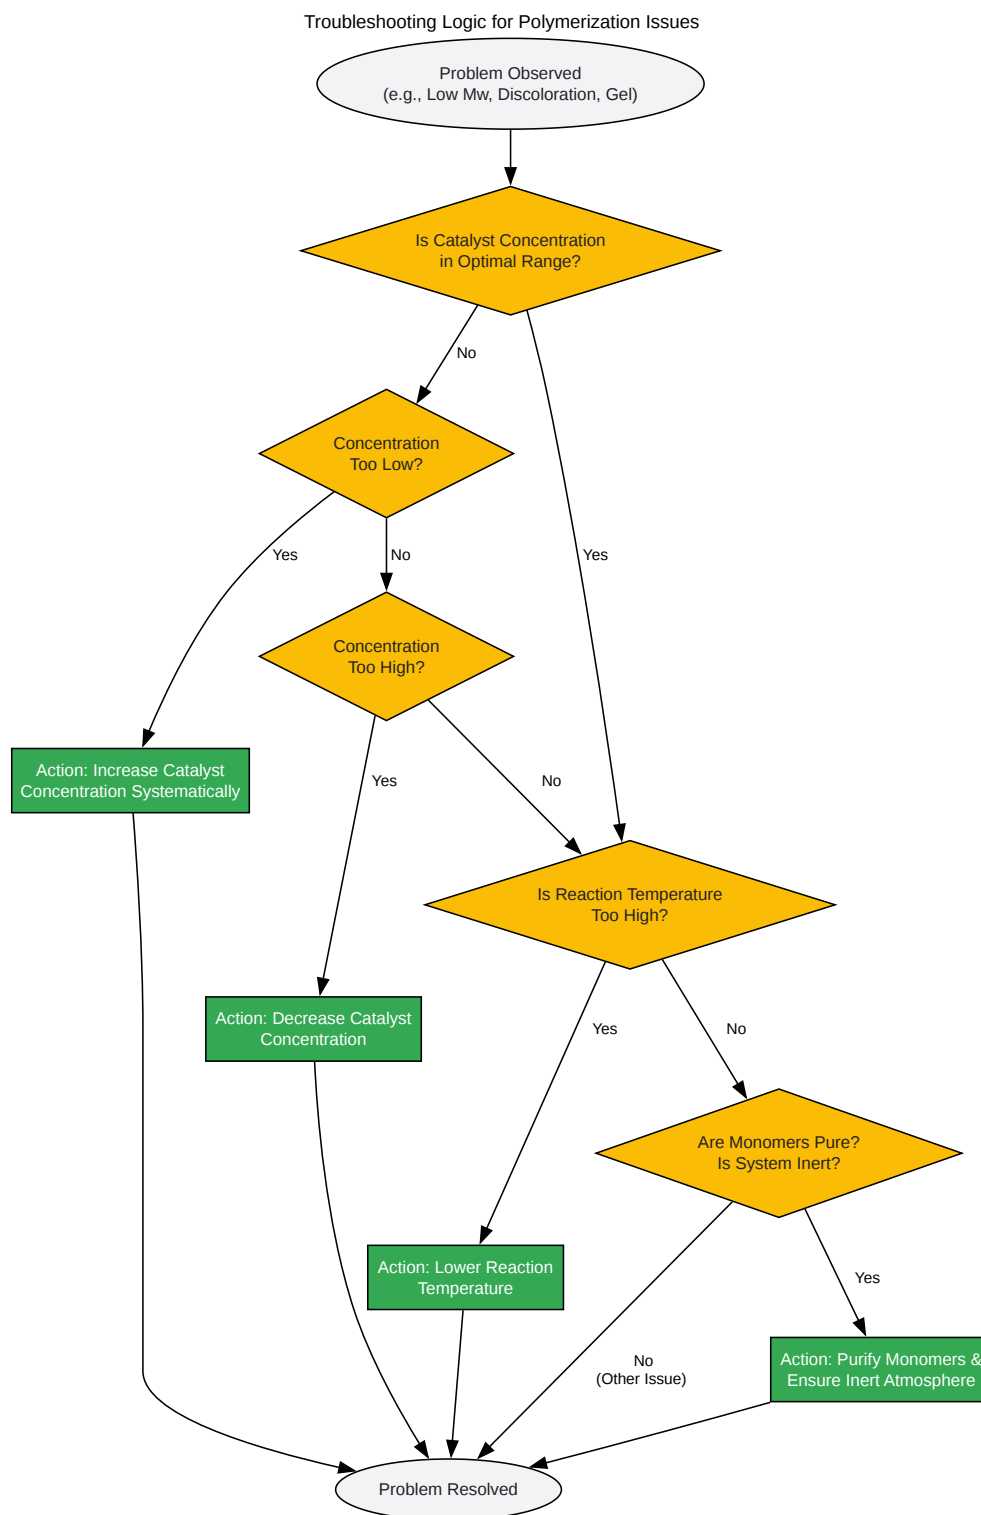 Troubleshooting Logic for Polymerization Issues
Problem Observed
(e.g., Low Mw, Discoloration, Gel)
Is Catalyst Concentration
in Optimal Range?
No
Concentration
Too Low?
Yes
No
Yes
Concentration
Too High?
Action: Increase Catalyst
Concentration Systematically
Yes
No
Is Reaction Temperature
Too High?
Action: Decrease Catalyst
Concentration
Yes
No
Are Monomers Pure?
Is System Inert?
Action: Lower Reaction
Temperature
Yes
No
(Other Issue)
Action: Purify Monomers &
Ensure Inert Atmosphere
Problem Resolved